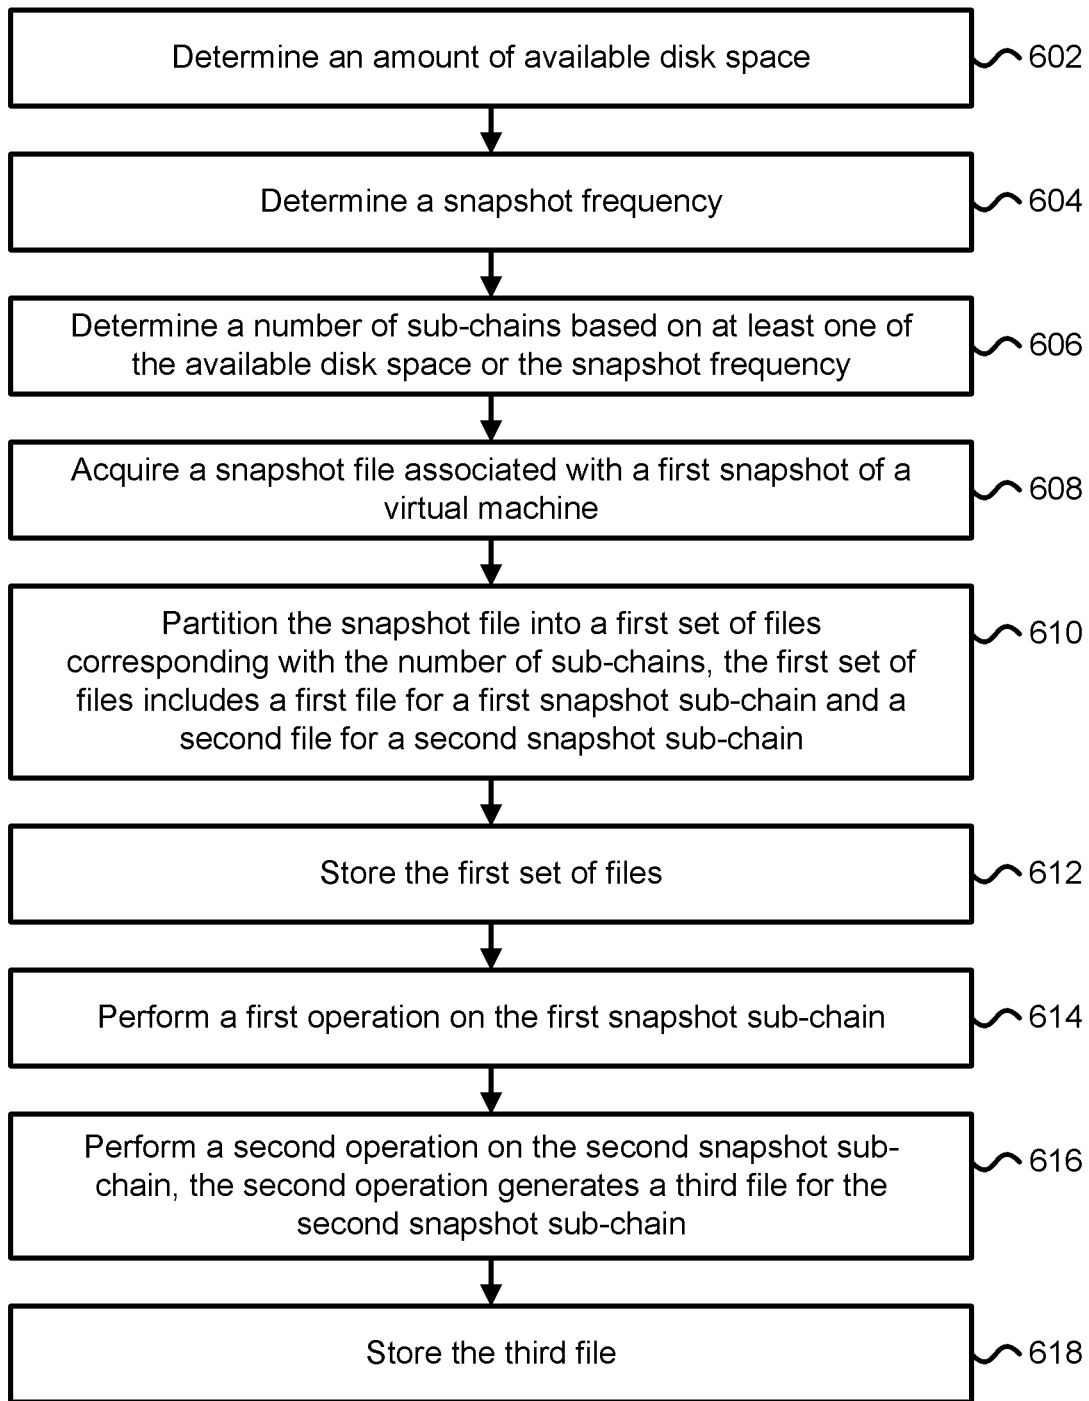 Determine an amount of available disk space
602
Determine a snapshot frequency
604
Determine a number of sub-chains based on at least one of
the available disk space or the snapshot frequency
606
Acquire a snapshot file associated with a first snapshot of a
virtual machine
608
Partition the snapshot file into a first set of files
corresponding with the number of sub-chains, the first set of
files includes a first file for a first snapshot sub-chain and a
second file for a second snapshot sub-chain
610
Store the first set of files
612
Perform a first operation on the first snapshot sub-chain
614
Perform a second operation on the second snapshot sub-
chain, the second operation generates a third file for the
second snapshot sub-chain
616
Store the third file
618